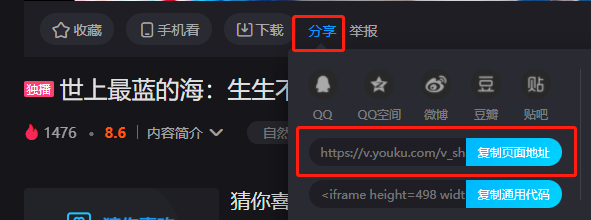 收藏 手机看 下载 分享 举报
独播 世上最蓝的海：生生不
QQ QQ空间 微博 豆瓣 贴吧
1476 8.6 内容简介 自然
https://v.youku.com/v_sh 复制页面地址
<iframe height=498 widt 复制通用代码
猜你喜